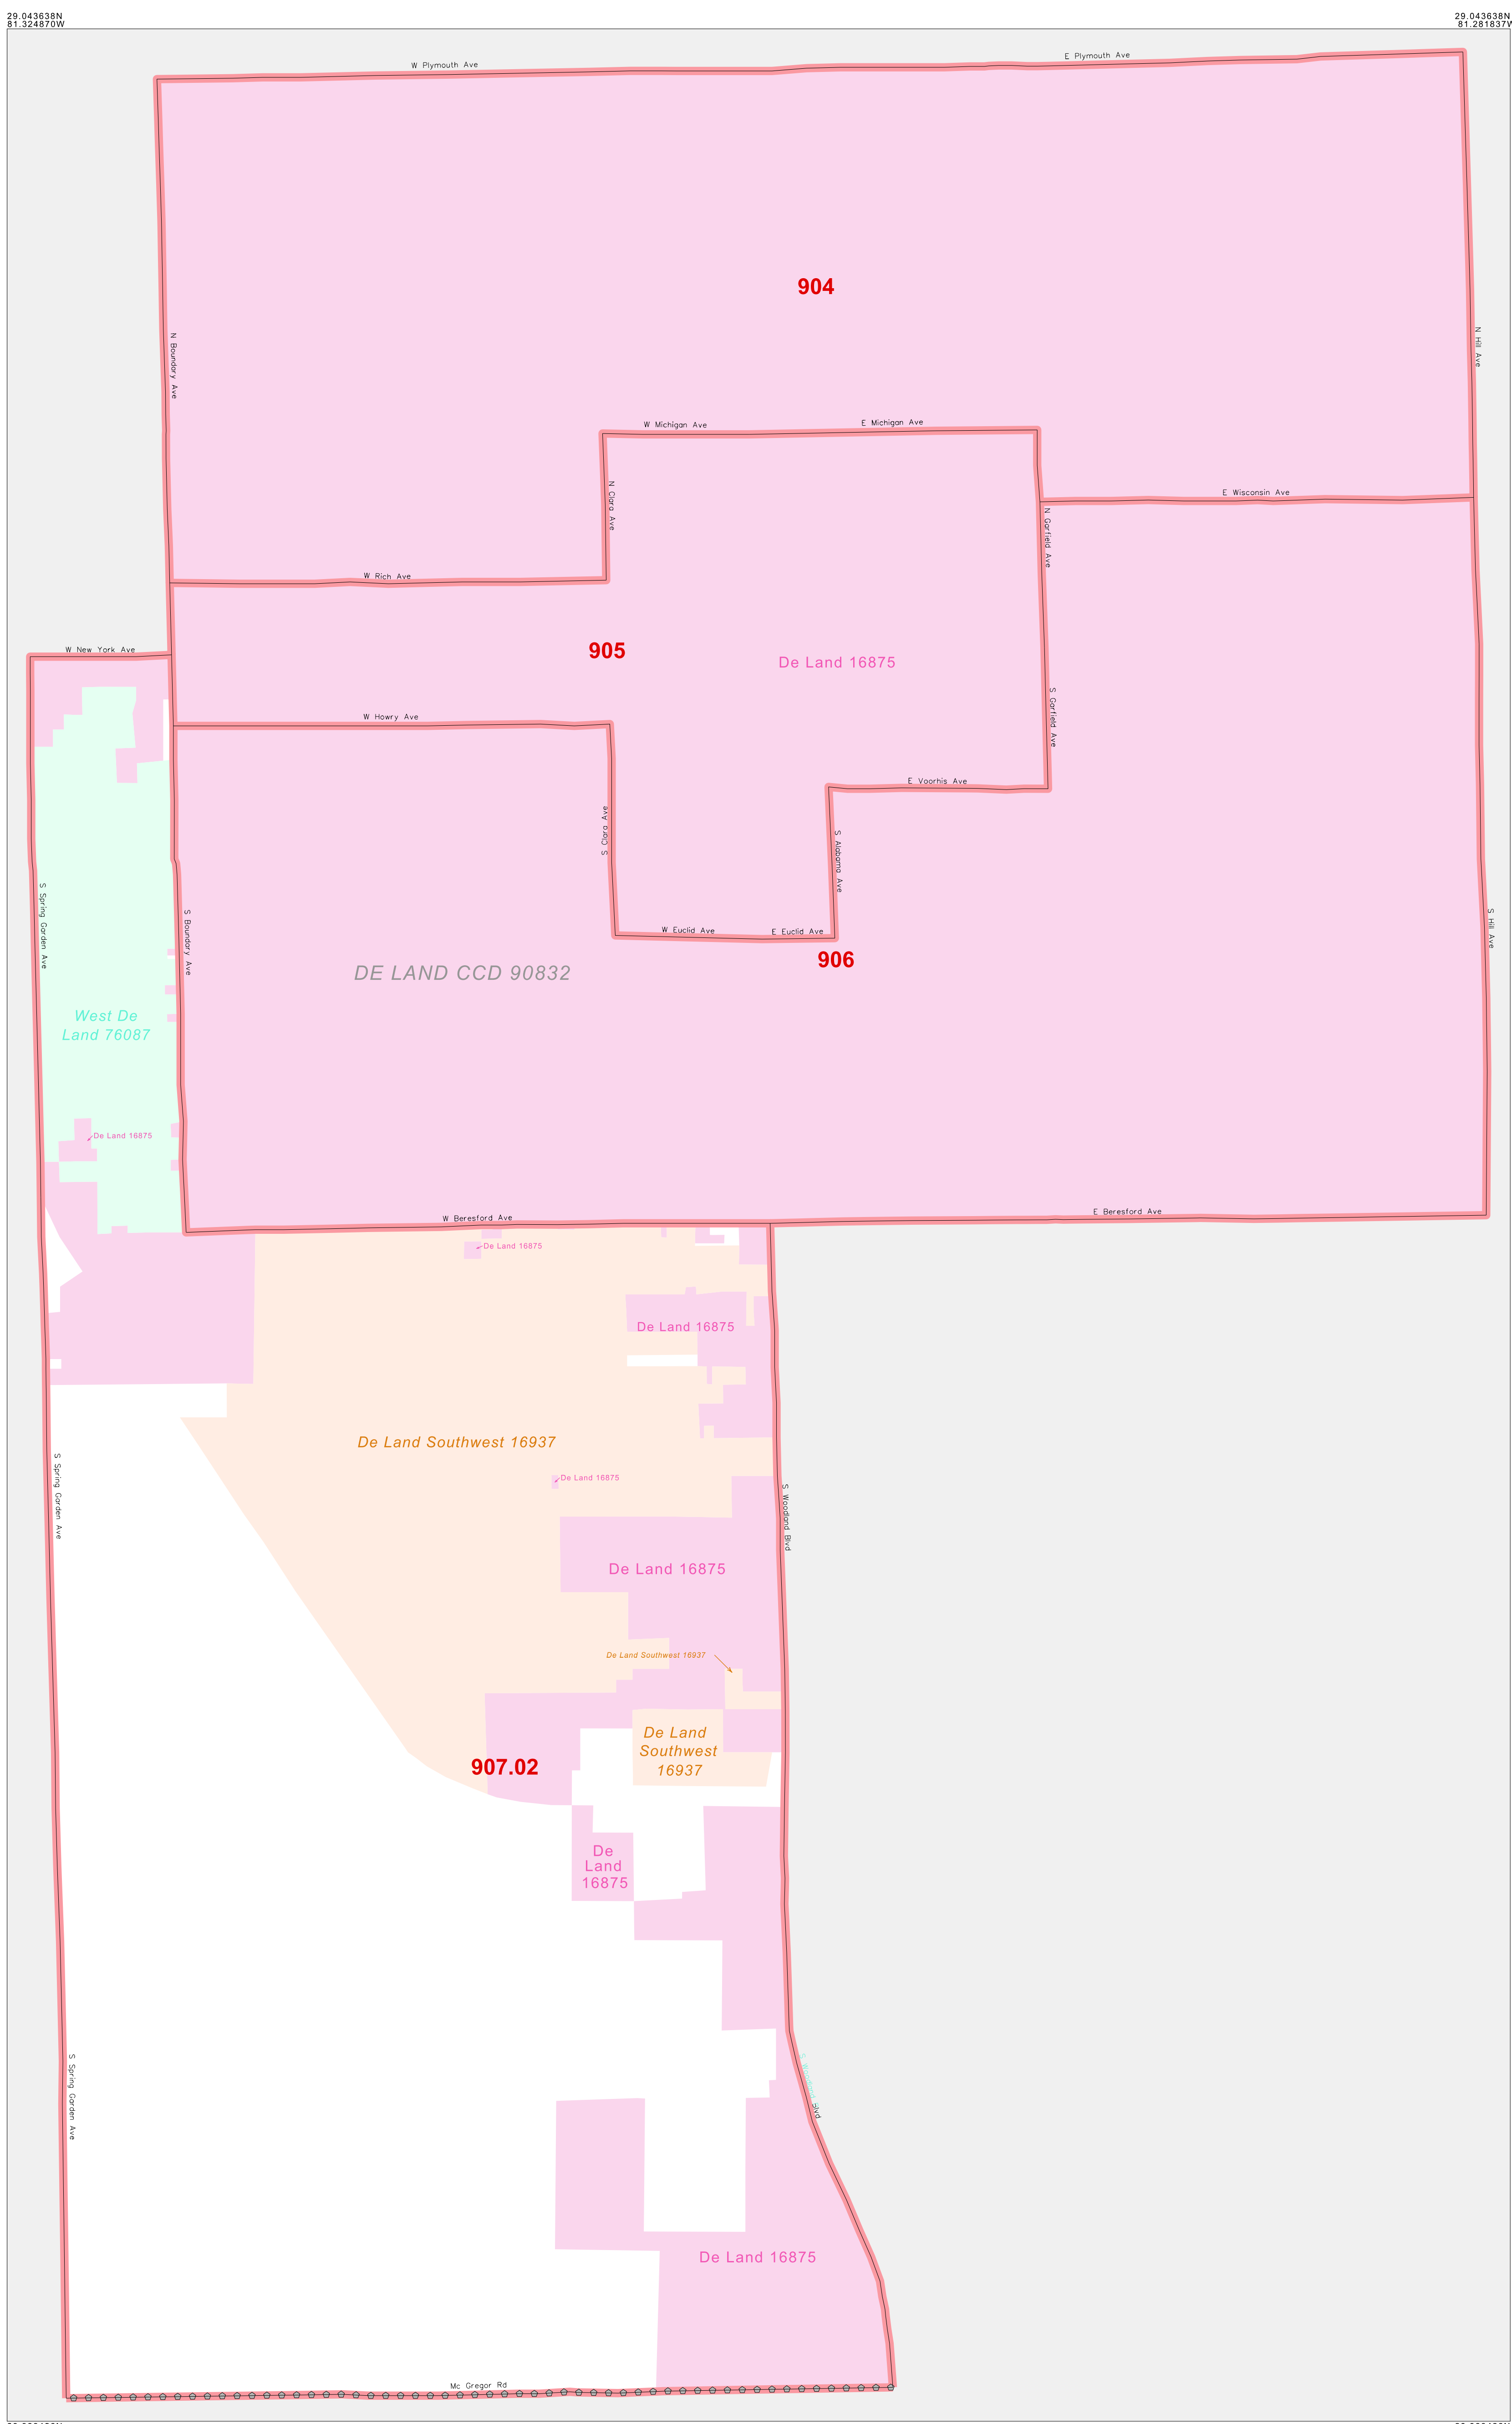 29.043638N
81.324870W
29.043638N
81.281837W
W Plymouth Ave
E Plymouth Ave
904
N Boundary Ave
N Hill Ave
W Michigan Ave
E Michigan Ave
N Clara Ave
E Wisconsin Ave
N Garfield Ave
W Rich Ave
W New York Ave
905
De Land 16875
W Howry Ave
S Garfield Ave
E Voorhis Ave
S Clara Ave
S Alabama Ave
S Spring Garden Ave
S Boundary Ave
W Euclid Ave
E Euclid Ave
S Hill Ave
906
DE LAND CCD 90832
West De
Land 76087
De Land 16875
W Beresford Ave
E Beresford Ave
De Land 16875
De Land 16875
De Land Southwest 16937
De Land 16875
S Spring Garden Ave
S Woodland Blvd
De Land 16875
De Land Southwest 16937
De Land
Southwest
16937
907.02
De
Land
16875
S Woodland Blvd
S Spring Garden Ave
De Land 16875
Mc Gregor Rd